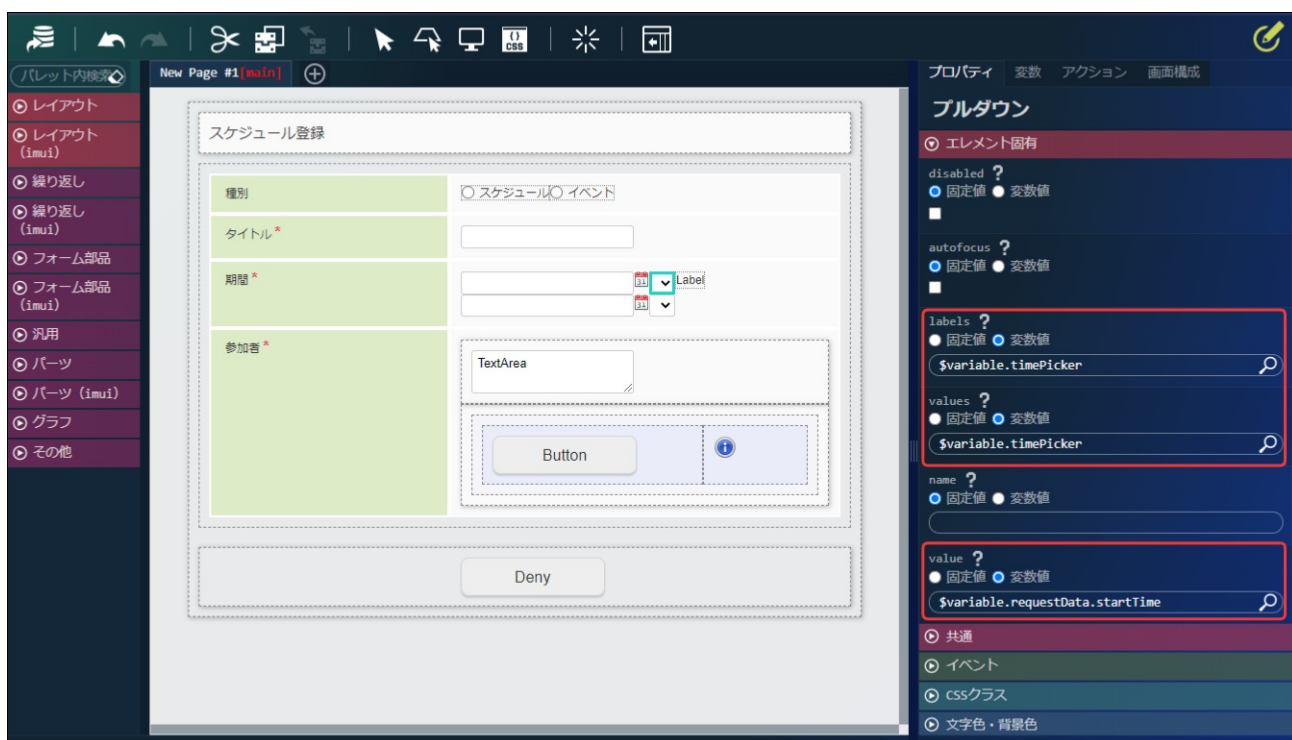 {}
CSS
パレット内検索
レイアウト
レイアウト
(imui)
繰り返し
繰り返し
(imui)
フォーム部品
フォーム部品
(imui)
汎用
パーツ
パーツ (imui)
グラフ
その他
New Page #1[main]
スケジュール登録
種別
スケジュール イベント
タイトル*
期間*
31
Label
31
参加者*
TextArea
Button
Deny
プロパティ 変数 アクション 画面構成
プルダウン
エレメント固有
disabled ?
固定値 変数値
autofocus ?
固定値 変数値
labels ?
固定値 変数値
$variable.timePicker
values ?
固定値 変数値
$variable.timePicker
name ?
固定値 変数値
value ?
固定値 変数値
$variable.requestData.startTime
共通
イベント
CSSクラス
文字色・背景色